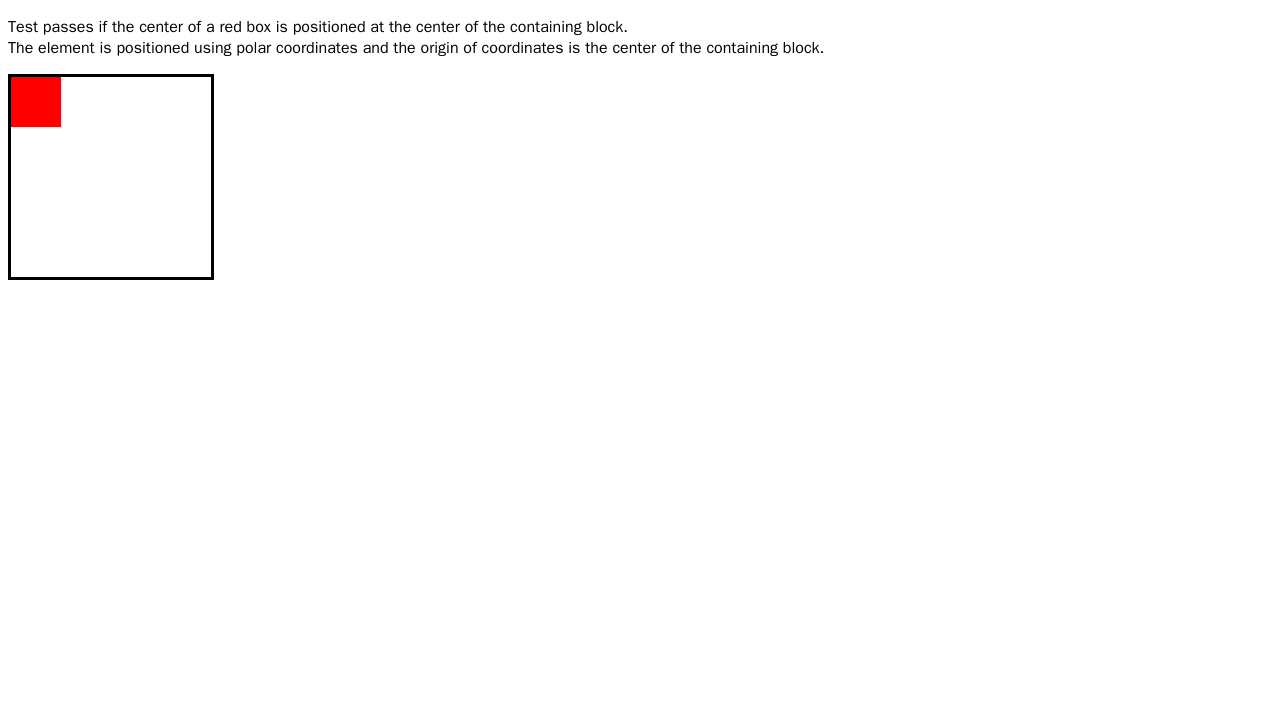 Test passes if the center of a red box is positioned at the center of the containing block.
The element is positioned using polar coordinates and the origin of coordinates is the center of the containing block.